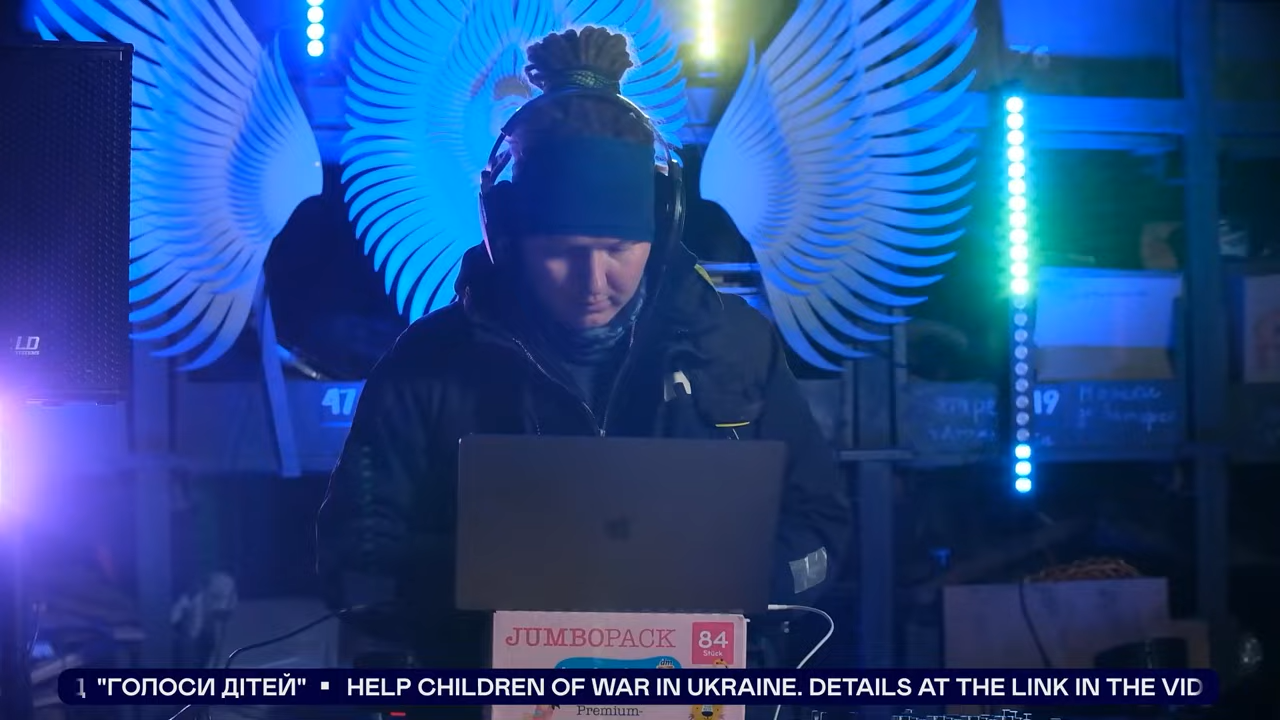 LD
SYSTEMS
47
19
JUMBOPACK
84
Stück
Premium-
"ГОЛОСИ ДІТЕЙ" ▪ HELP CHILDREN OF WAR IN UKRAINE. DETAILS AT THE LINK IN THE VID